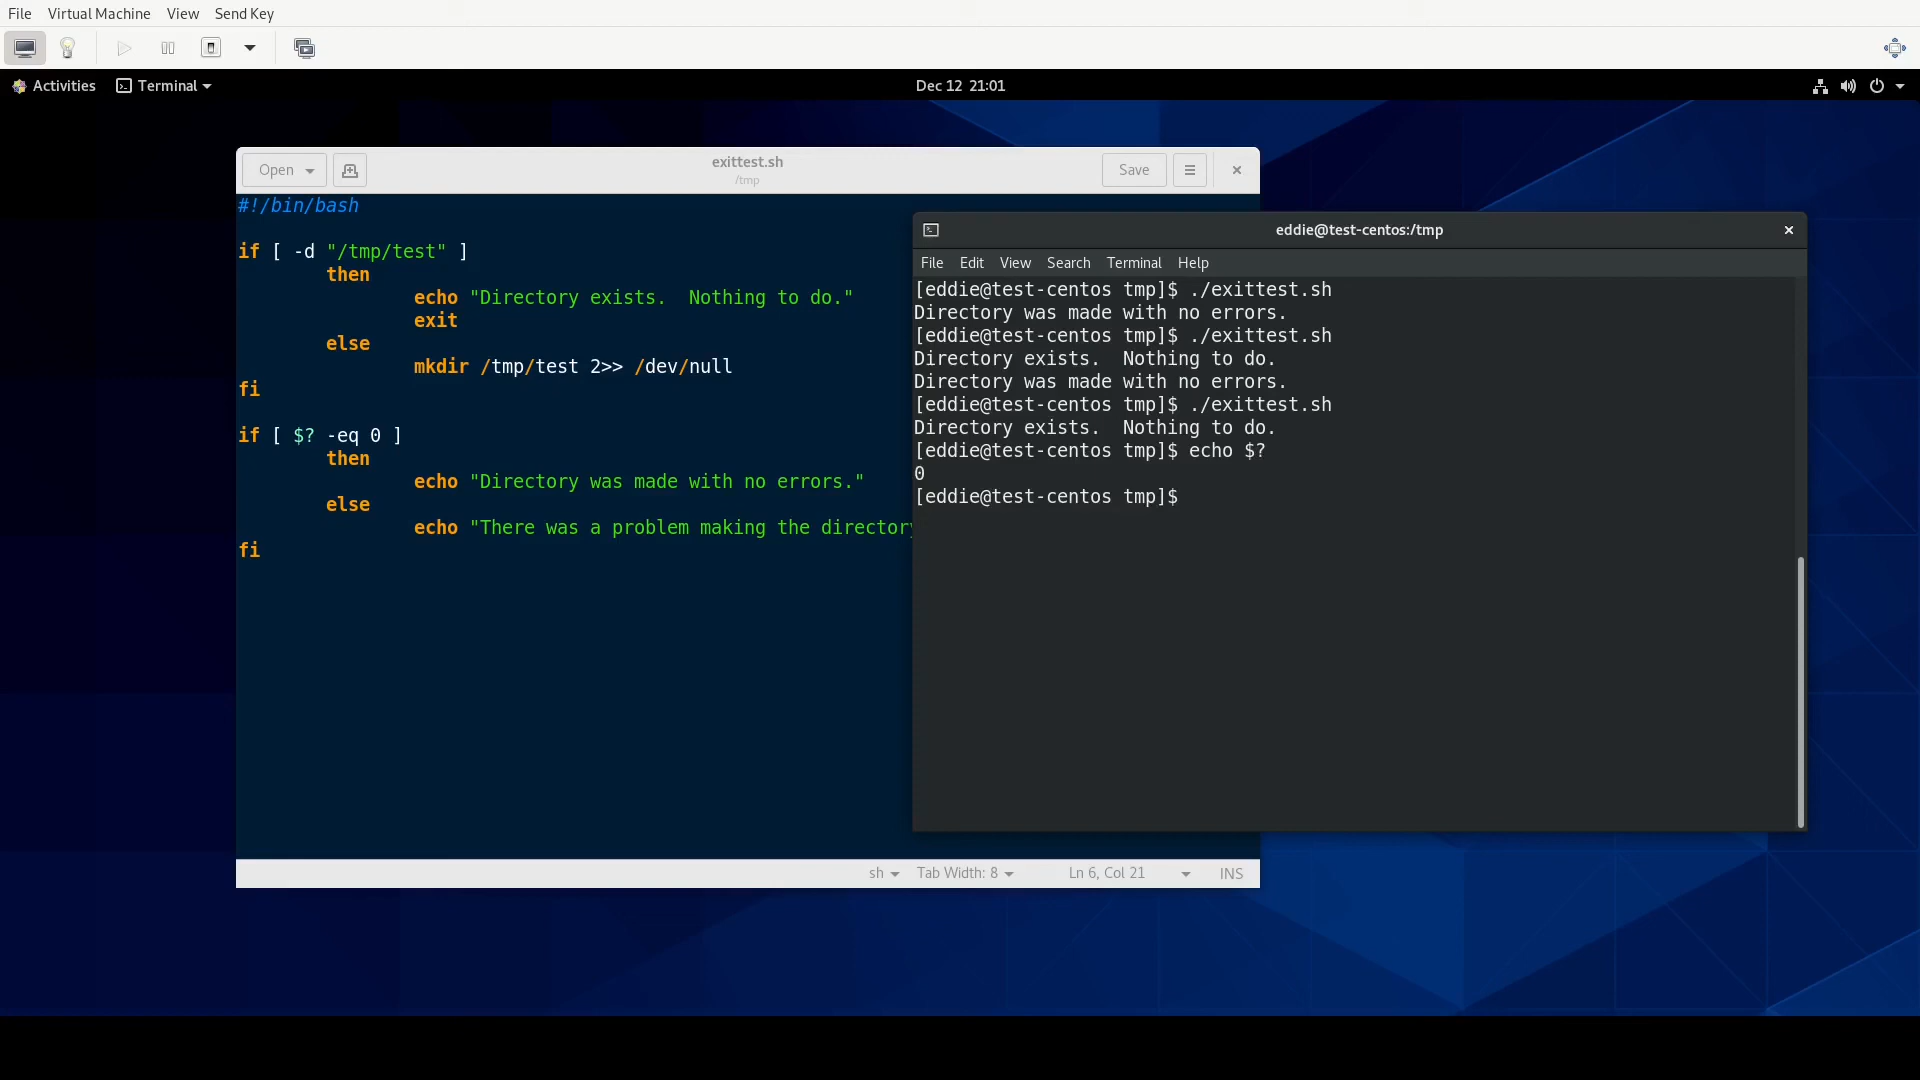 File Virtual Machine View Send Key
Activities Terminal Dec 12 21:01
Open exittest.sh Save
/tmp
#!/bin/bash
if [ -d "/tmp/test" ]
then
echo "Directory exists.  Nothing to do."
exit
else
mkdir /tmp/test 2>> /dev/null
fi
if [ $? -eq 0 ]
then
echo "Directory was made with no errors."
else
echo "There was a problem making the directory
fi
sh Tab Width: 8 Ln 6, Col 21 INS
eddie@test-centos:/tmp
File Edit View Search Terminal Help
[eddie@test-centos tmp]$ ./exittest.sh
Directory was made with no errors.
[eddie@test-centos tmp]$ ./exittest.sh
Directory exists.  Nothing to do.
Directory was made with no errors.
[eddie@test-centos tmp]$ ./exittest.sh
Directory exists.  Nothing to do.
[eddie@test-centos tmp]$ echo $?
0
[eddie@test-centos tmp]$